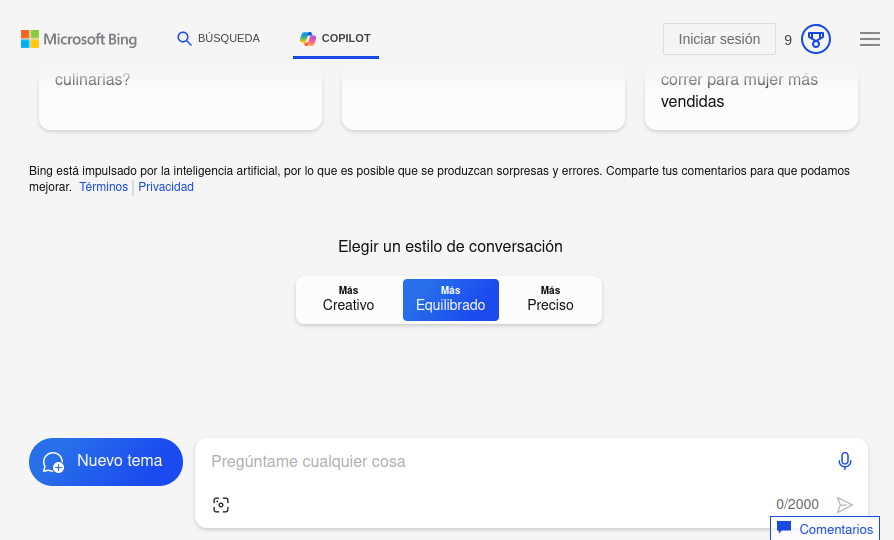 Microsoft Bing
BÚSQUEDA
COPILOT
Iniciar sesión
9
culinarias?
correr para mujer más
vendidas
Bing está impulsado por la inteligencia artificial, por lo que es posible que se produzcan sorpresas y errores. Comparte tus comentarios para que podamos
mejorar. Términos | Privacidad
Elegir un estilo de conversación
Más
Creativo
Más
Equilibrado
Más
Preciso
Nuevo tema
Pregúntame cualquier cosa
0/2000
Comentarios